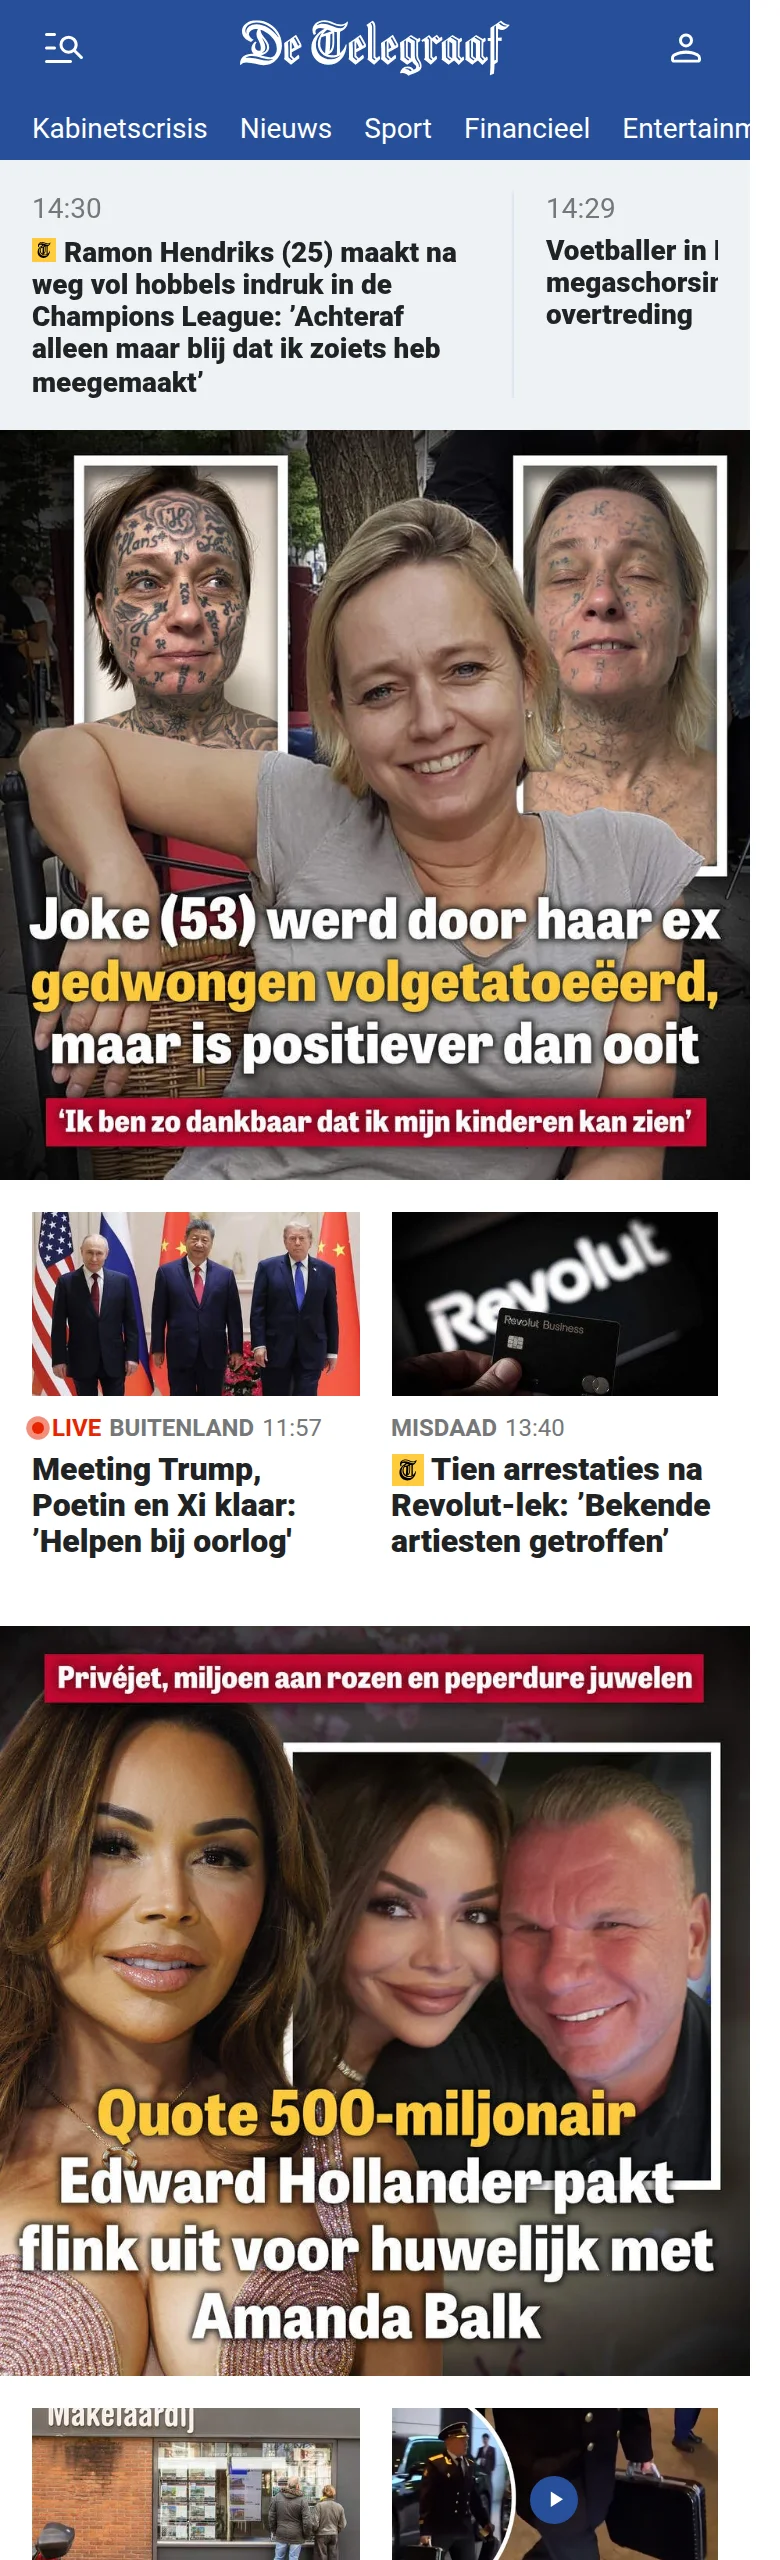 De Telegraaf
Kabinetscrisis Nieuws Sport Financieel Entertainm
14:30
Ramon Hendriks (25) maakt na
weg vol hobbels indruk in de
Champions League: ’Achteraf
alleen maar blij dat ik zoiets heb
meegemaakt’
14:29
Voetballer in
megaschorsin
overtreding
Hans
Joke (53) werd door haar ex
gedwongen volgetatoeëerd,
maar is positiever dan ooit
‘Ik ben zo dankbaar dat ik mijn kinderen kan zien’
LIVE BUITENLAND 11:57
Meeting Trump,
Poetin en Xi klaar:
’Helpen bij oorlog'
Revolut
Revolut Business
MISDAAD 13:40
T Tien arrestaties na
Revolut-lek: ’Bekende
artiesten getroffen’
Privéjet, miljoen aan rozen en peperdure juwelen
Quote 500-miljonair
Edward Hollander pakt
flink uit voor huwelijk met
Amanda Balk
Makelaardij